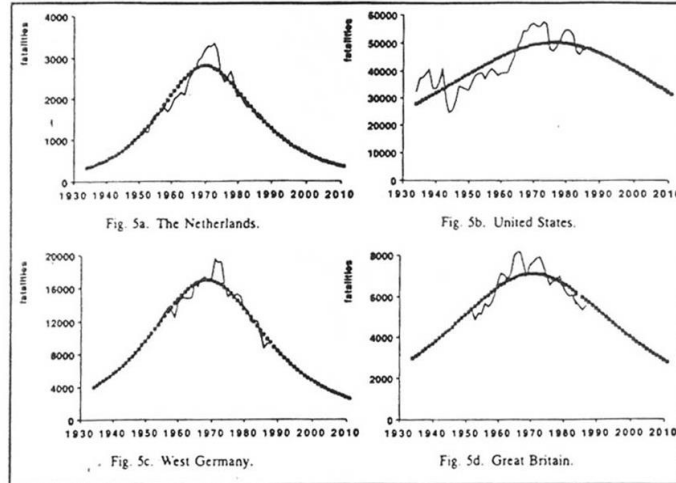 fatalities
4000
3000
2000
1000
0
1930 1940 1950 1960 1970 1980 1990 2000 2010
Fig. 5a. The Netherlands.
fatalities
60000
50000
40000
30000
20000
10000
0
1930 1940 1950 1960 1970 1980 1990 2000 2010
Fig. 5b. United States.
fatalities
20000
16000
12000
8000
4000
0
1930 1940 1950 1960 1970 1980 1990 2000 2010
Fig. 5c. West Germany.
fatalities
8000
6000
4000
2000
0
1930 1940 1950 1960 1970 1980 1990 2000 2010
Fig. 5d. Great Britain.